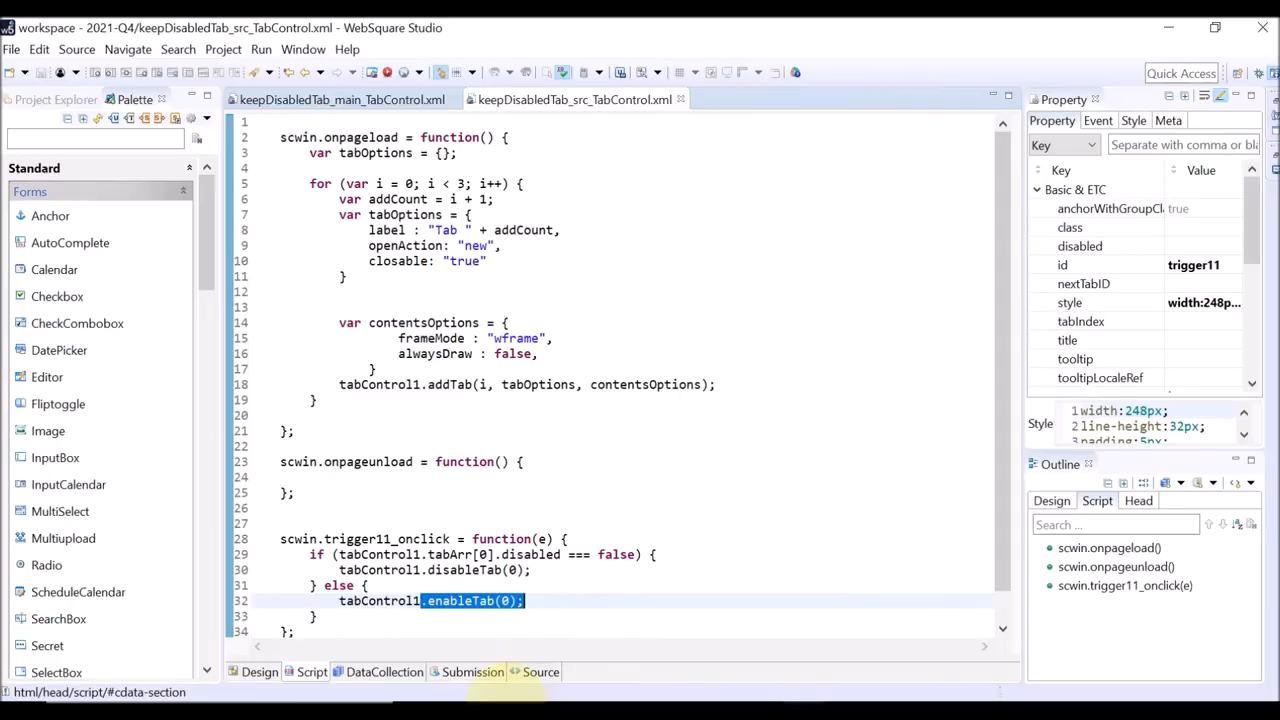 workspace - 2021-Q4/keepDisabledTab_src_TabControl.xml - WebSquare Studio
File Edit Source Navigate Search Project Run Window Help
Quick Access
Project Explorer Palette
Standard
Forms
Anchor
AutoComplete
Calendar
Checkbox
CheckCombobox
DatePicker
Editor
Fliptoggle
Image
InputBox
InputCalendar
MultiSelect
Multiupload
Radio
ScheduleCalendar
SearchBox
Secret
SelectBox
keepDisabledTab_main_TabControl.xml keepDisabledTab_src_TabControl.xml
1
2 scwin.onpageload = function() {
3 var tabOptions = {};
4
5 for (var i = 0; i < 3; i++) {
6 var addCount = i + 1;
7 var tabOptions = {
8 label : "Tab " + addCount,
9 openAction: "new",
10 closable: "true"
11 }
12
13
14 var contentsOptions = {
15 frameMode : "wframe",
16 alwaysDraw : false,
17 }
18 tabControl1.addTab(i, tabOptions, contentsOptions);
19 }
20
21 };
22
23 scwin.onpageunload = function() {
24
25 };
26
27
28 scwin.trigger11_onclick = function(e) {
29 if (tabControl1.tabArr[0].disabled === false) {
30 tabControl1.disableTab(0);
31 } else {
32 tabControl1.enableTab(0);
33 }
34 };
Design Script DataCollection Submission Source
html/head/script/#cdata-section
Property
Property Event Style Meta
Key Separate with comma or bla
Key Value
Basic & ETC
anchorWithGroupCla true
class
disabled
id trigger11
nextTabID
style width:248p...
tabIndex
title
tooltip
tooltipLocaleRef
Style
1 width:248px;
2 line-height:32px;
3 padding:5px;
Outline
Design Script Head
Search ...
scwin.onpageload()
scwin.onpageunload()
scwin.trigger11_onclick(e)